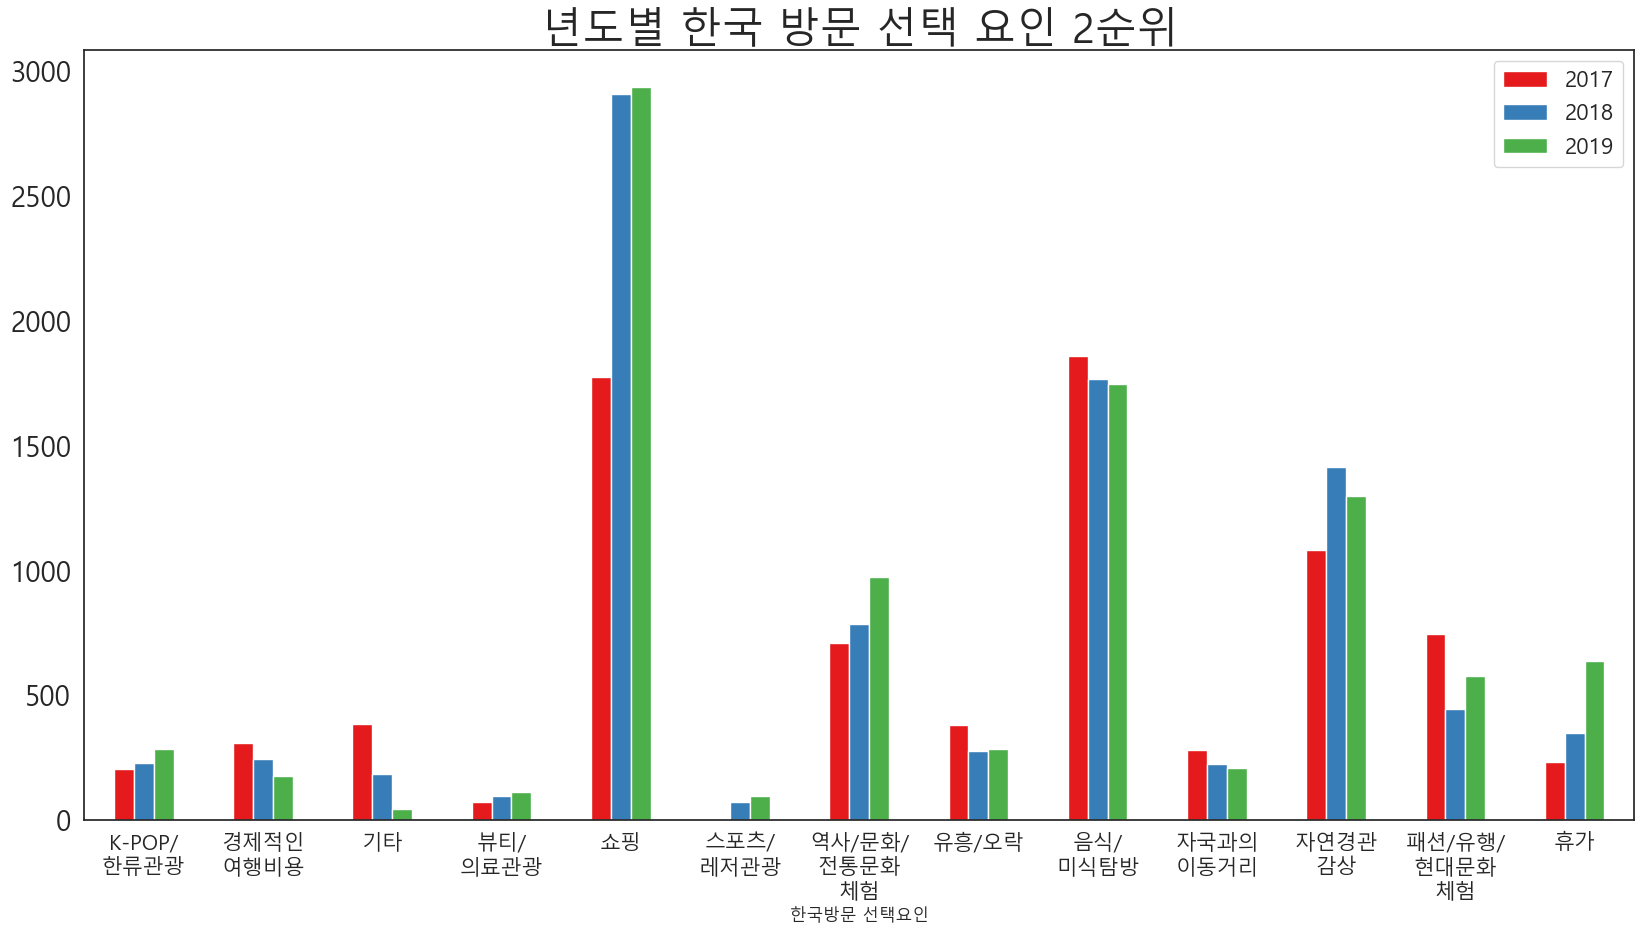 년도별 한국 방문 선택 요인 2순위
3000
2500
2000
1500
1000
500
0
2017
2018
2019
K-POP/
한류관광
경제적인
여행비용
기타
뷰티/
의료관광
쇼핑
스포츠/
레저관광
역사/문화/
전통문화
체험
유흥/오락
음식/
미식탐방
자국과의
이동거리
자연경관
감상
패션/유행/
현대문화
체험
휴가
한국방문 선택요인